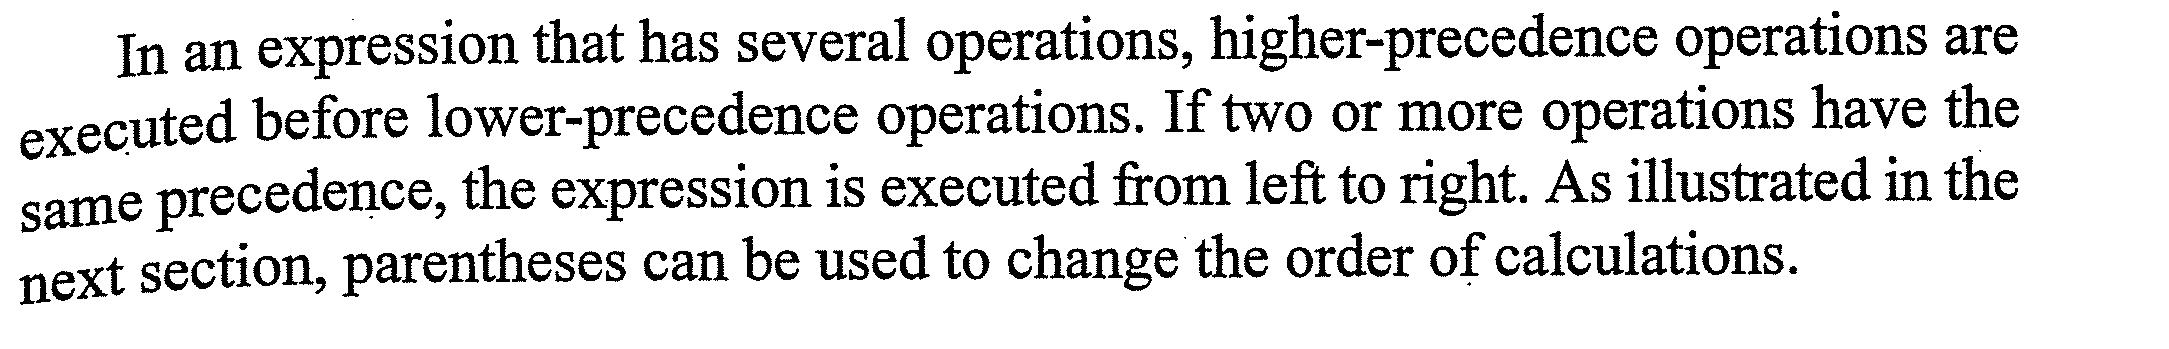 In an expression that has several operations, higher-precedence operations are
executed before lower-precedence operations. If two or more operations have the
same precedence, the expression is executed from left to right. As illustrated in the
next section, parentheses can be used to change the order of calculations.